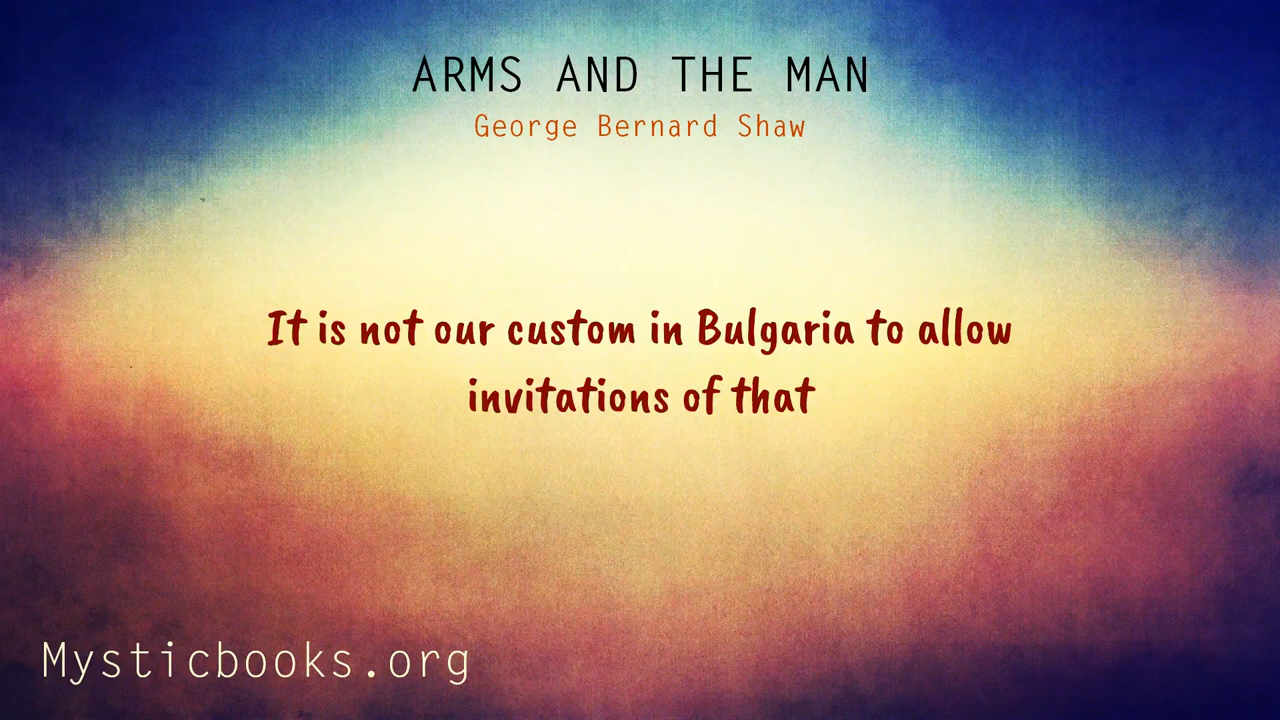 ARMS AND THE MAN
George Bernard Shaw
It is not our custom in Bulgaria to allow
invitations of that
Mysticbooks.org